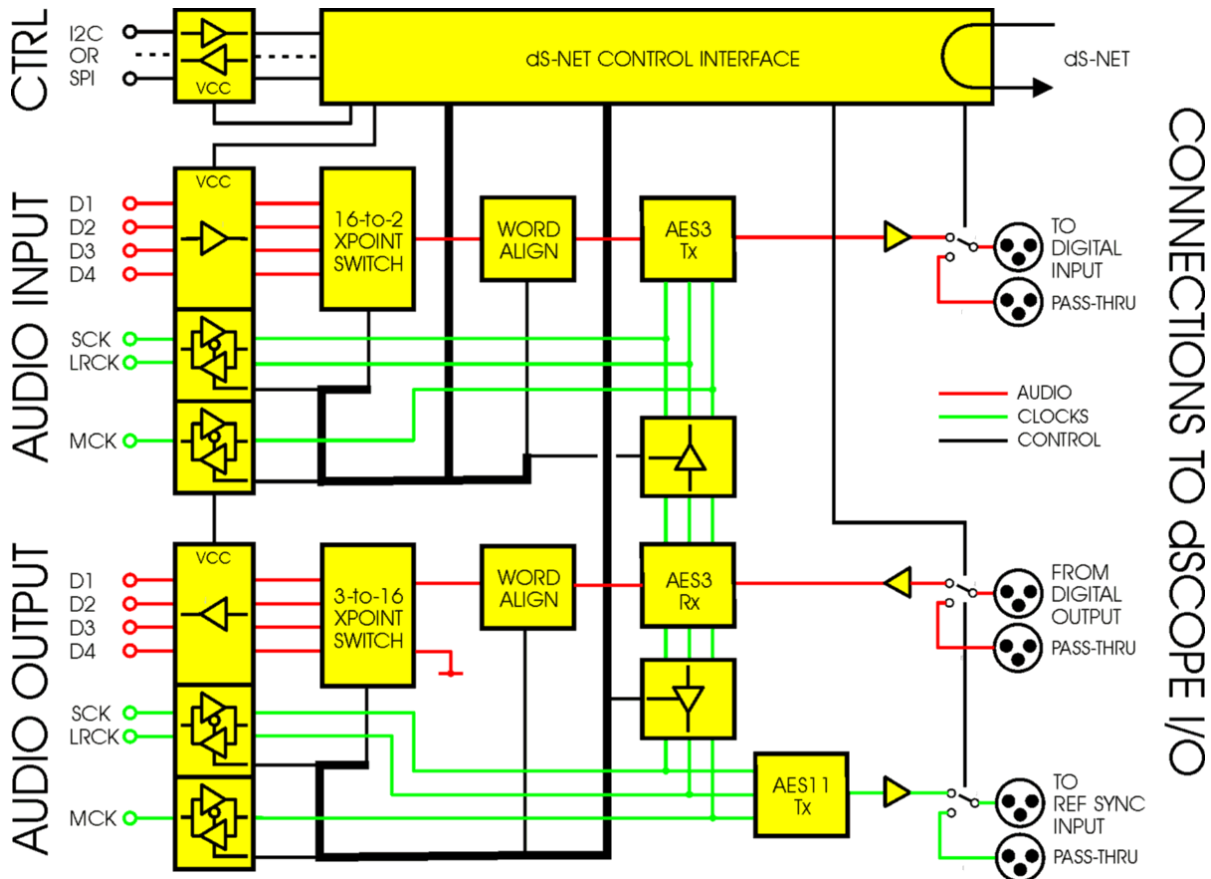 CTRL
I2C
OR
SPI
VCC
dS-NET CONTROL INTERFACE
dS-NET
AUDIO INPUT
D1
D2
D3
D4
SCK
LRCK
MCK
VCC
16-to-2
XPOINT
SWITCH
WORD
ALIGN
AES3
Tx
TO
DIGITAL
INPUT
PASS-THRU
AUDIO
CLOCKS
CONTROL
AUDIO OUTPUT
D1
D2
D3
D4
SCK
LRCK
MCK
VCC
3-to-16
XPOINT
SWITCH
WORD
ALIGN
AES3
Rx
AES11
Tx
FROM
DIGITAL
OUTPUT
PASS-THRU
TO
REF SYNC
INPUT
PASS-THRU
CONNECTIONS TO dSCOPE I/O